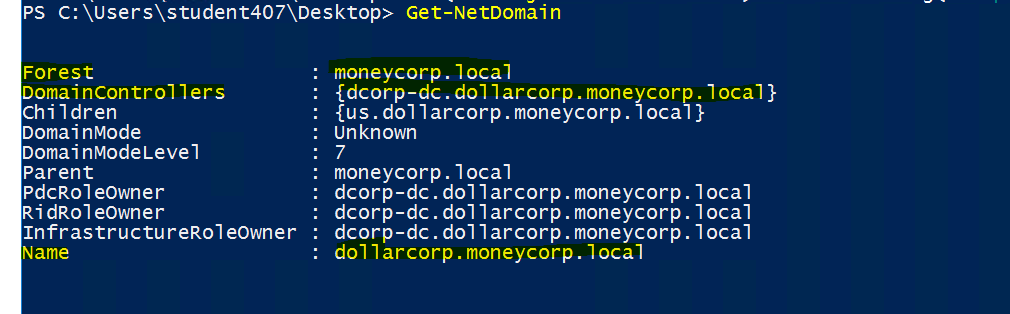 PS C:\Users\student407\Desktop> Get-NetDomain
Forest : moneycorp.local
DomainControllers : {dcorp-dc.dollarcorp.moneycorp.local}
Children : {us.dollarcorp.moneycorp.local}
DomainMode : Unknown
DomainModeLevel : 7
Parent : moneycorp.local
PdcRoleOwner : dcorp-dc.dollarcorp.moneycorp.local
RidRoleOwner : dcorp-dc.dollarcorp.moneycorp.local
InfrastructureRoleOwner : dcorp-dc.dollarcorp.moneycorp.local
Name : dollarcorp.moneycorp.local